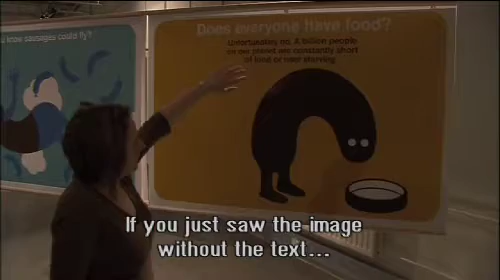 u know sausages could fly?
Does everyone have food?
Unfortunately no. A billion people
on our planet are constantly short
of food or near starving.
If you just saw the image
without the text...